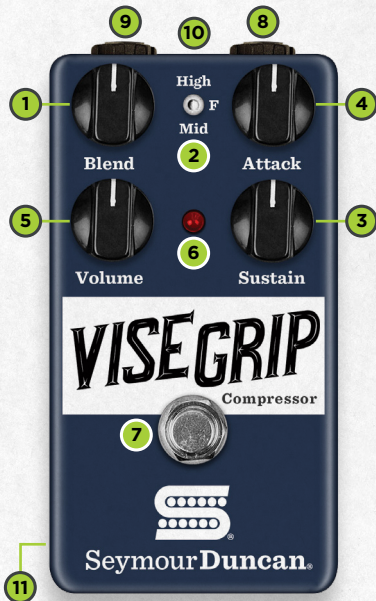 9
10
8
High
1
F
4
Mid
2
Blend
Attack
5
3
6
Volume
Sustain
VISE GRIP
Compressor
7
S
®
Seymour Duncan®
11